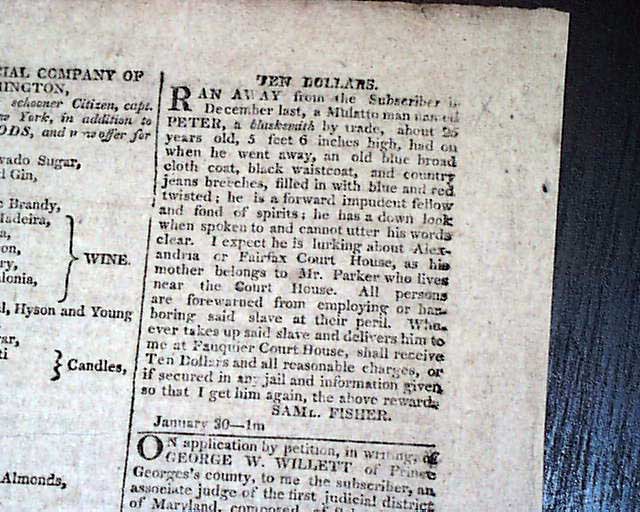 CIAL COMPANY OF
HINGTON,
schooner Citizen, capt.
ew York, in addition to
ODS, and now offer for
vado Sugar,
d Gin,
Brandy,
Madeira,
WINE.
l, Hyson and Young
Candles,
Almonds,
TEN DOLLARS.
RAN AWAY from the Subscriber in
December last, a Mulatto man named
PETER, a blacksmith by trade, about 25
years old, 5 feet 6 inches high, had on
when he went away, an old blue broad
cloth coat, black waistcoat, and country
jeans breeches, filled in with blue and red
twisted; he is a forward impudent fellow
and fond of spirits; he has a down look
when spoken to and cannot utter his words
clear. I expect he is lurking about Alex-
andria or Fairfax Court House, as his
mother belongs to Mr. Parker who lives
near the Court House. All persons
are forewarned from employing or har-
boring said slave at their peril. Who-
ever takes up said slave and delivers him to
me at Fauquier Court House, shall receive
Ten Dollars and all reasonable charges, or
if secured in any jail and information given
so that I get him again, the above reward.
SAML. FISHER.
January 30—1m
ON application by petition, in writing, of
GEORGE W. WILLETT of Prince
Georges's county, to me the subscriber, an
associate judge of the first judicial district
of Maryland, composed of